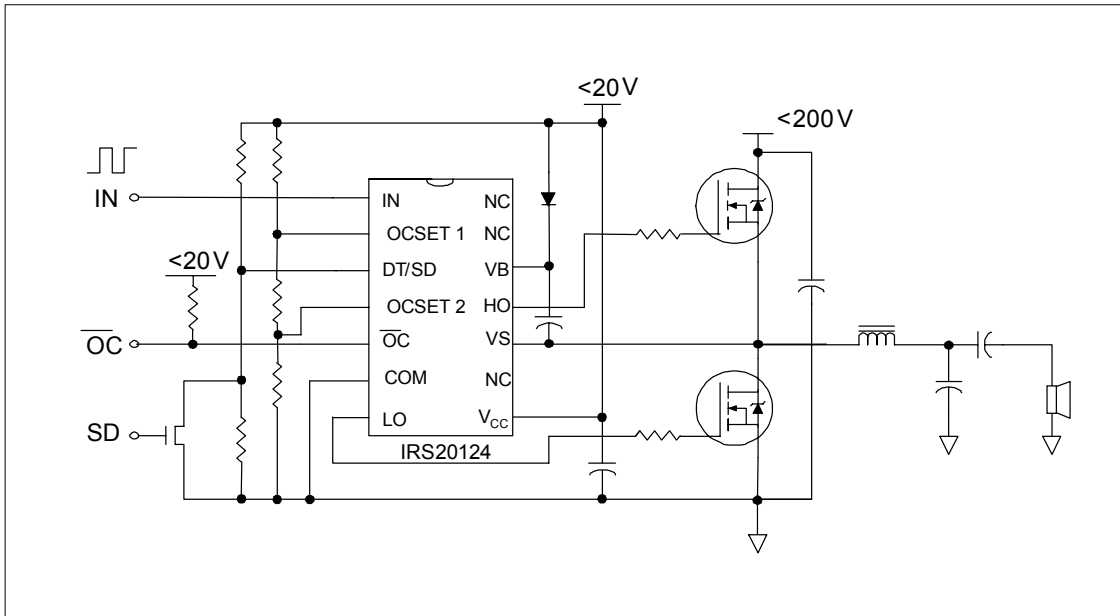 <20V
<200V
IN
<20V
OC
SD
IN
OCSET 1
DT/SD
OCSET 2
OC
COM
LO
NC
NC
VB
HO
VS
NC
VCC
IRS20124